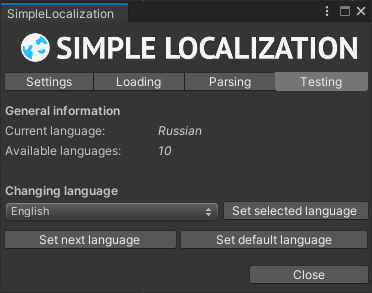 SimpleLocalization
SIMPLE LOCALIZATION
Settings Loading Parsing Testing
General information
Current language: Russian
Available languages: 10
Changing language
English Set selected language
Set next language Set default language
Close